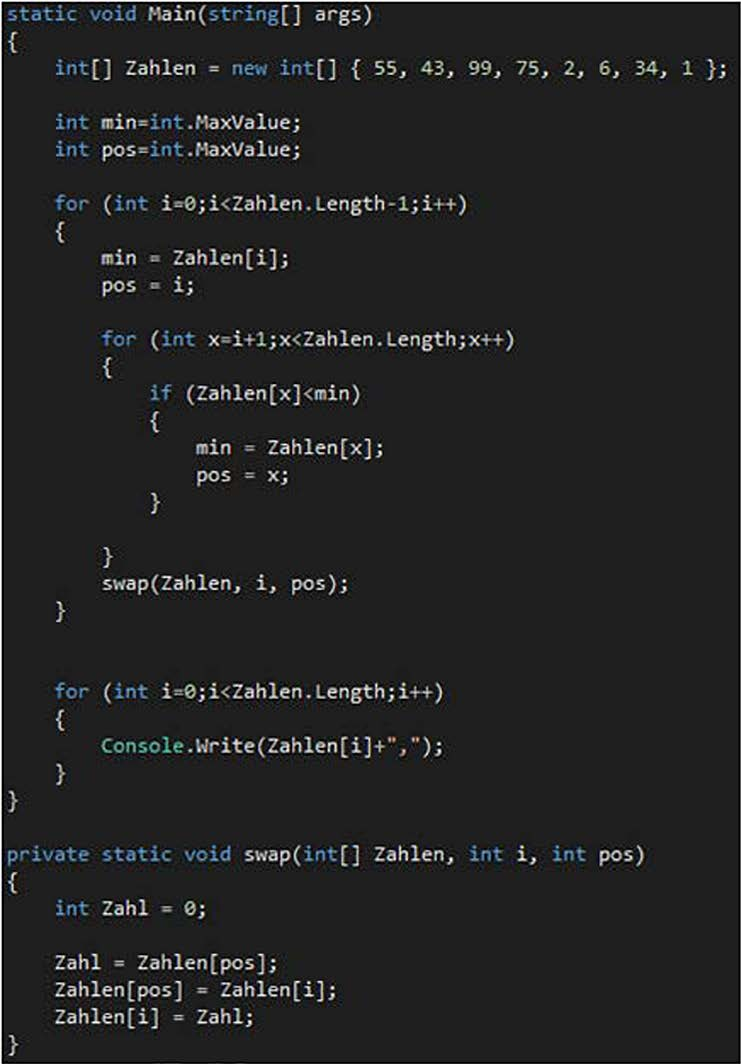 static void Main(string[] args)
{
    int[] Zahlen = new int[] { 55, 43, 99, 75, 2, 6, 34, 1 };

    int min=int.MaxValue;
    int pos=int.MaxValue;

    for (int i=0;i<Zahlen.Length-1;i++)
    {
        min = Zahlen[i];
        pos = i;

        for (int x=i+1;x<Zahlen.Length;x++)
        {
            if (Zahlen[x]<min)
            {
                min = Zahlen[x];
                pos = x;
            }

        }
        swap(Zahlen, i, pos);
    }


    for (int i=0;i<Zahlen.Length;i++)
    {
        Console.Write(Zahlen[i]+",");
    }
}

private static void swap(int[] Zahlen, int i, int pos)
{
    int Zahl = 0;

    Zahl = Zahlen[pos];
    Zahlen[pos] = Zahlen[i];
    Zahlen[i] = Zahl;
}